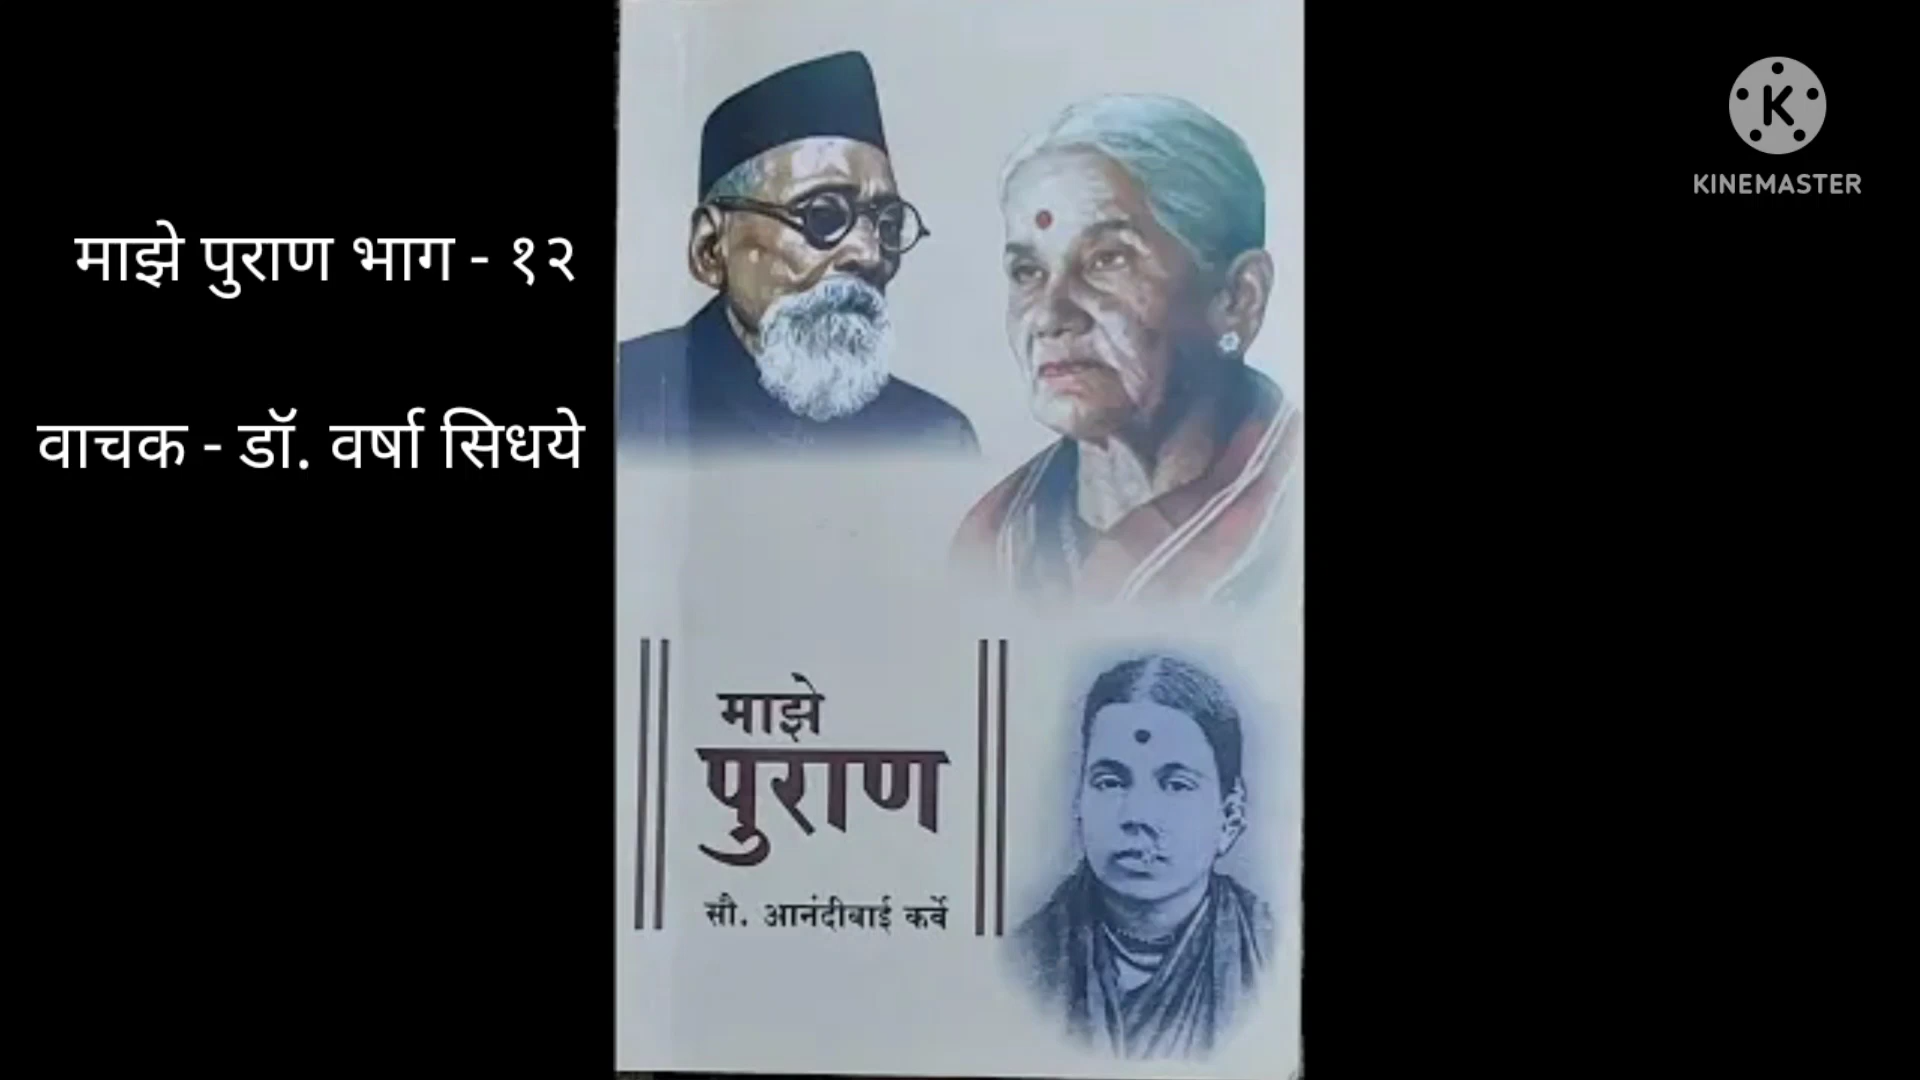 माझे पुराण भाग - १२
वाचक - डॉ. वर्षा सिधये
KINEMASTER
माझे
पुराण
सौ. आनंदीबाई कर्वे